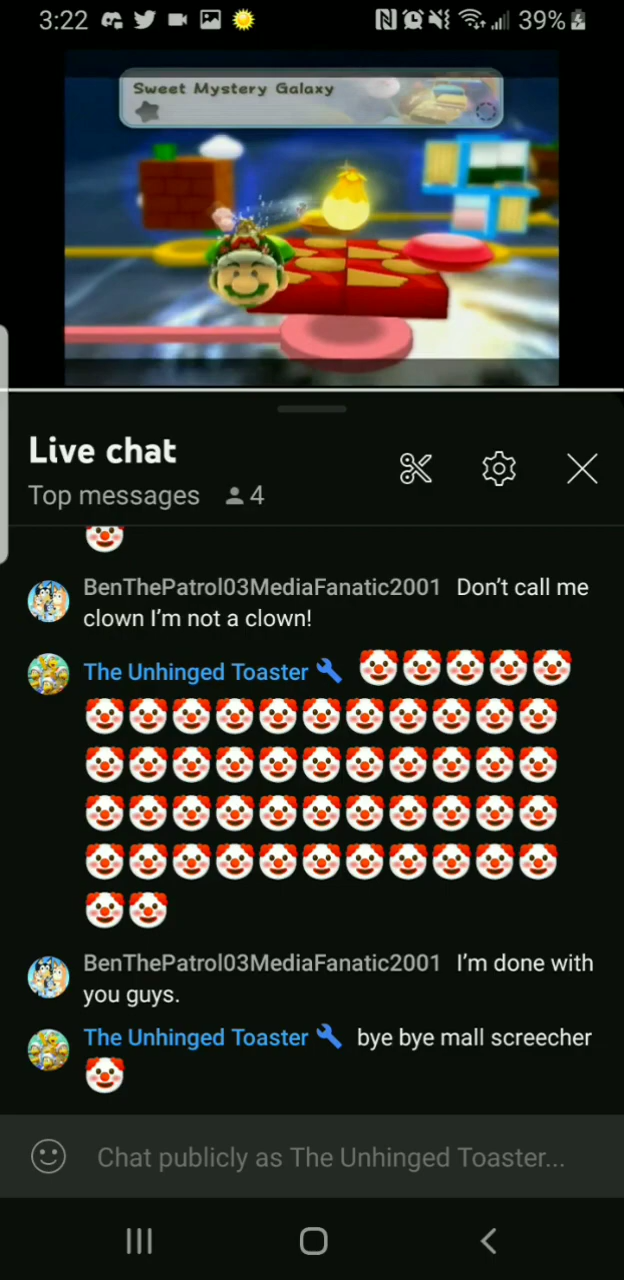 3:22
39%
Sweet Mystery Galaxy
Live chat
Top messages 4
BenThePatrol03MediaFanatic2001 Don't call me
clown I'm not a clown!
The Unhinged Toaster 🔧 🤡🤡🤡🤡🤡
🤡🤡🤡🤡🤡🤡🤡🤡🤡🤡🤡
🤡🤡🤡🤡🤡🤡🤡🤡🤡🤡🤡
🤡🤡🤡🤡🤡🤡🤡🤡🤡🤡🤡
🤡🤡🤡🤡🤡🤡🤡🤡🤡🤡🤡
🤡🤡
BenThePatrol03MediaFanatic2001 I'm done with
you guys.
The Unhinged Toaster 🔧 bye bye mall screecher
🤡
Chat publicly as The Unhinged Toaster...